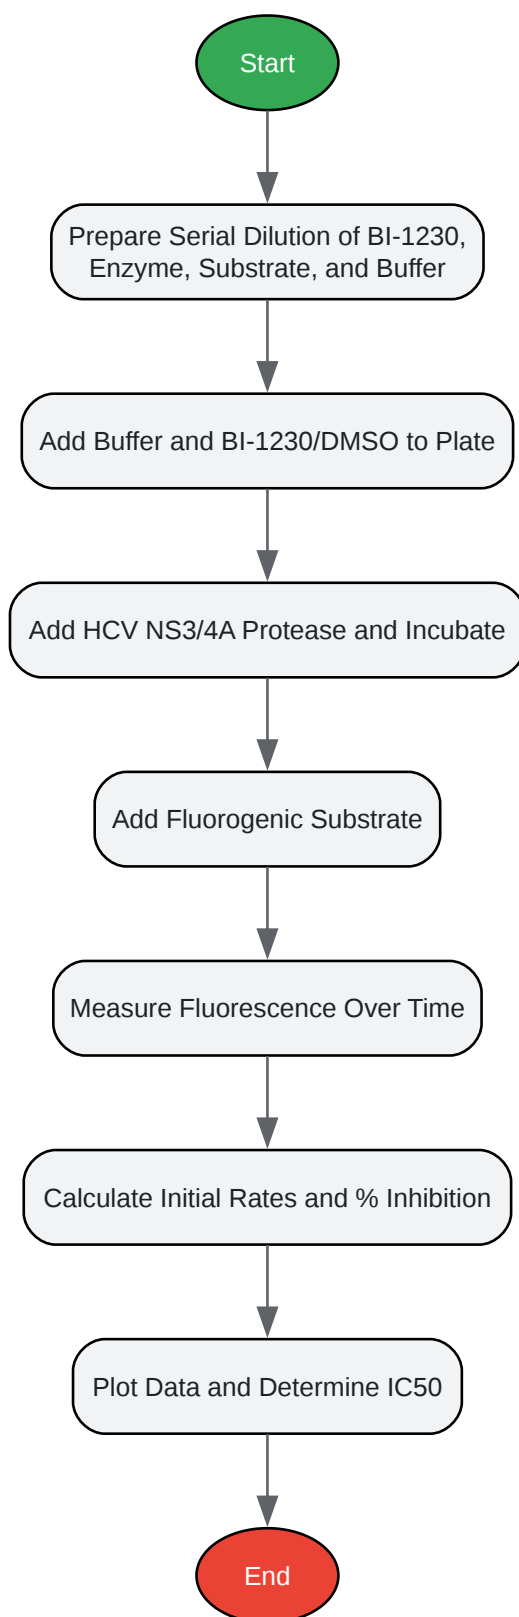 Start
Prepare Serial Dilution of BI-1230,
Enzyme, Substrate, and Buffer
Add Buffer and BI-1230/DMSO to Plate
Add HCV NS3/4A Protease and Incubate
Add Fluorogenic Substrate
Measure Fluorescence Over Time
Calculate Initial Rates and % Inhibition
Plot Data and Determine IC50
End